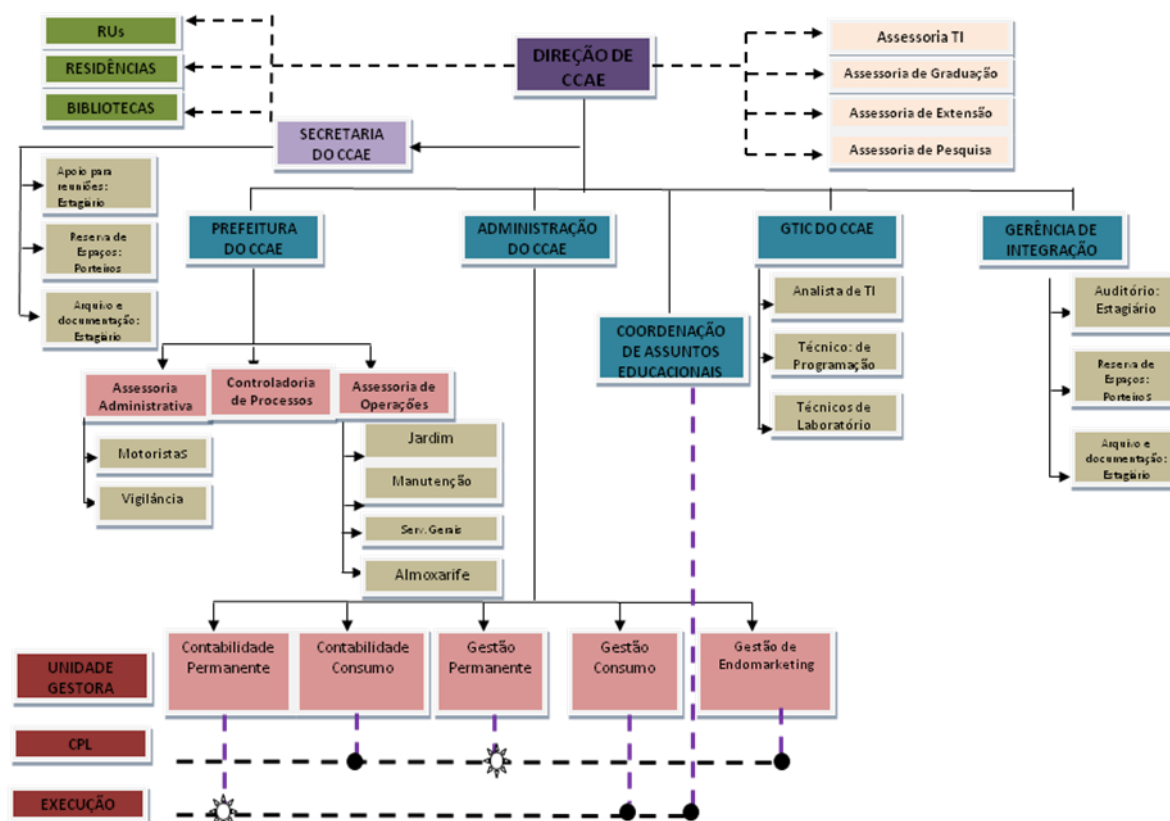 RUs
RESIDÊNCIAS
BIBLIOTECAS
DIREÇÃO DE
CCAE
Assessoria TI
Assessoria de Graduação
Assessoria de Extensão
Assessoria de Pesquisa
SECRETARIA
DO CCAE
Apoio para
reuniões:
Estagiário
Reserva de
Espaços:
Porteiros
Arquivo e
documentação:
Estagiário
PREFEITURA
DO CCAE
ADMINISTRAÇÃO
DO CCAE
GTIC DO CCAE
GERÊNCIA DE
INTEGRAÇÃO
COORDENAÇÃO
DE ASSUNTOS
EDUCACIONAIS
Analista de TI
Técnico: de
Programação
Técnicos de
Laboratório
Auditório:
Estagiário
Reserva de
Espaços:
Porteiros
Arquivo e
documentação:
Estagiário
Assessoria
Administrativa
Controladoria
de Processos
Assessoria de
Operações
Motoristas
Vigilância
Jardim
Manutenção
Serv. Gerais
Almoxarife
UNIDADE
GESTORA
Contabilidade
Permanente
Contabilidade
Consumo
Gestão
Permanente
Gestão
Consumo
Gestão de
Endomarketing
CPL
EXECUÇÃO